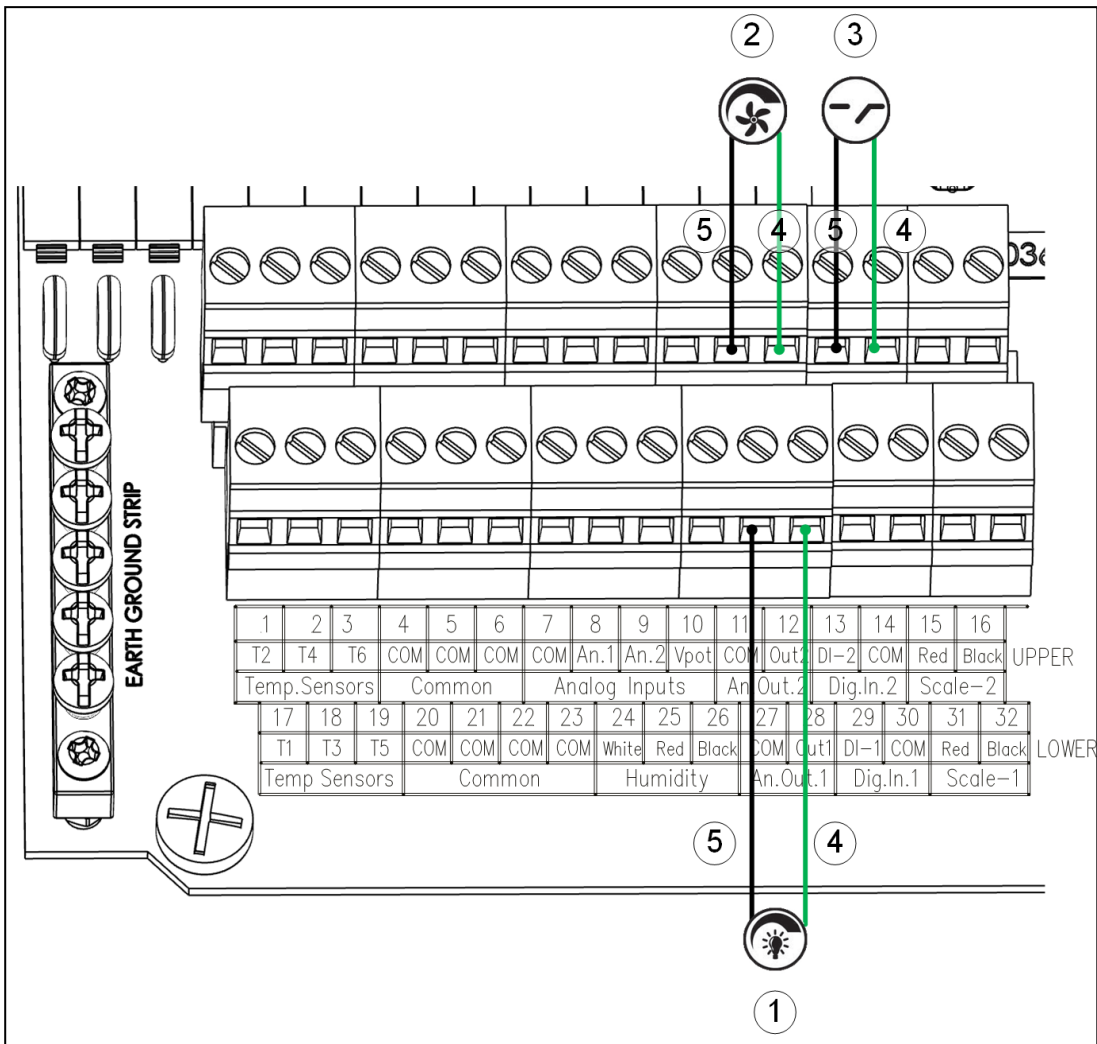 2 3
5 4 5 4
036
EARTH GROUND STRIP
1 2 3 4 5 6 7 8 9 10 11 12 13 14 15 16
T2 T4 T6 COM COM COM COM An.1 An.2 Vpot COM Out2 DI-2 COM Red Black UPPER
Temp.Sensors Common Analog Inputs An.Out.2 Dig.In.2 Scale-2
17 18 19 20 21 22 23 24 25 26 27 28 29 30 31 32
T1 T3 T5 COM COM COM COM White Red Black COM Out1 DI-1 COM Red Black LOWER
Temp Sensors Common Humidity An.Out.1 Dig.In.1 Scale-1
5 4
1